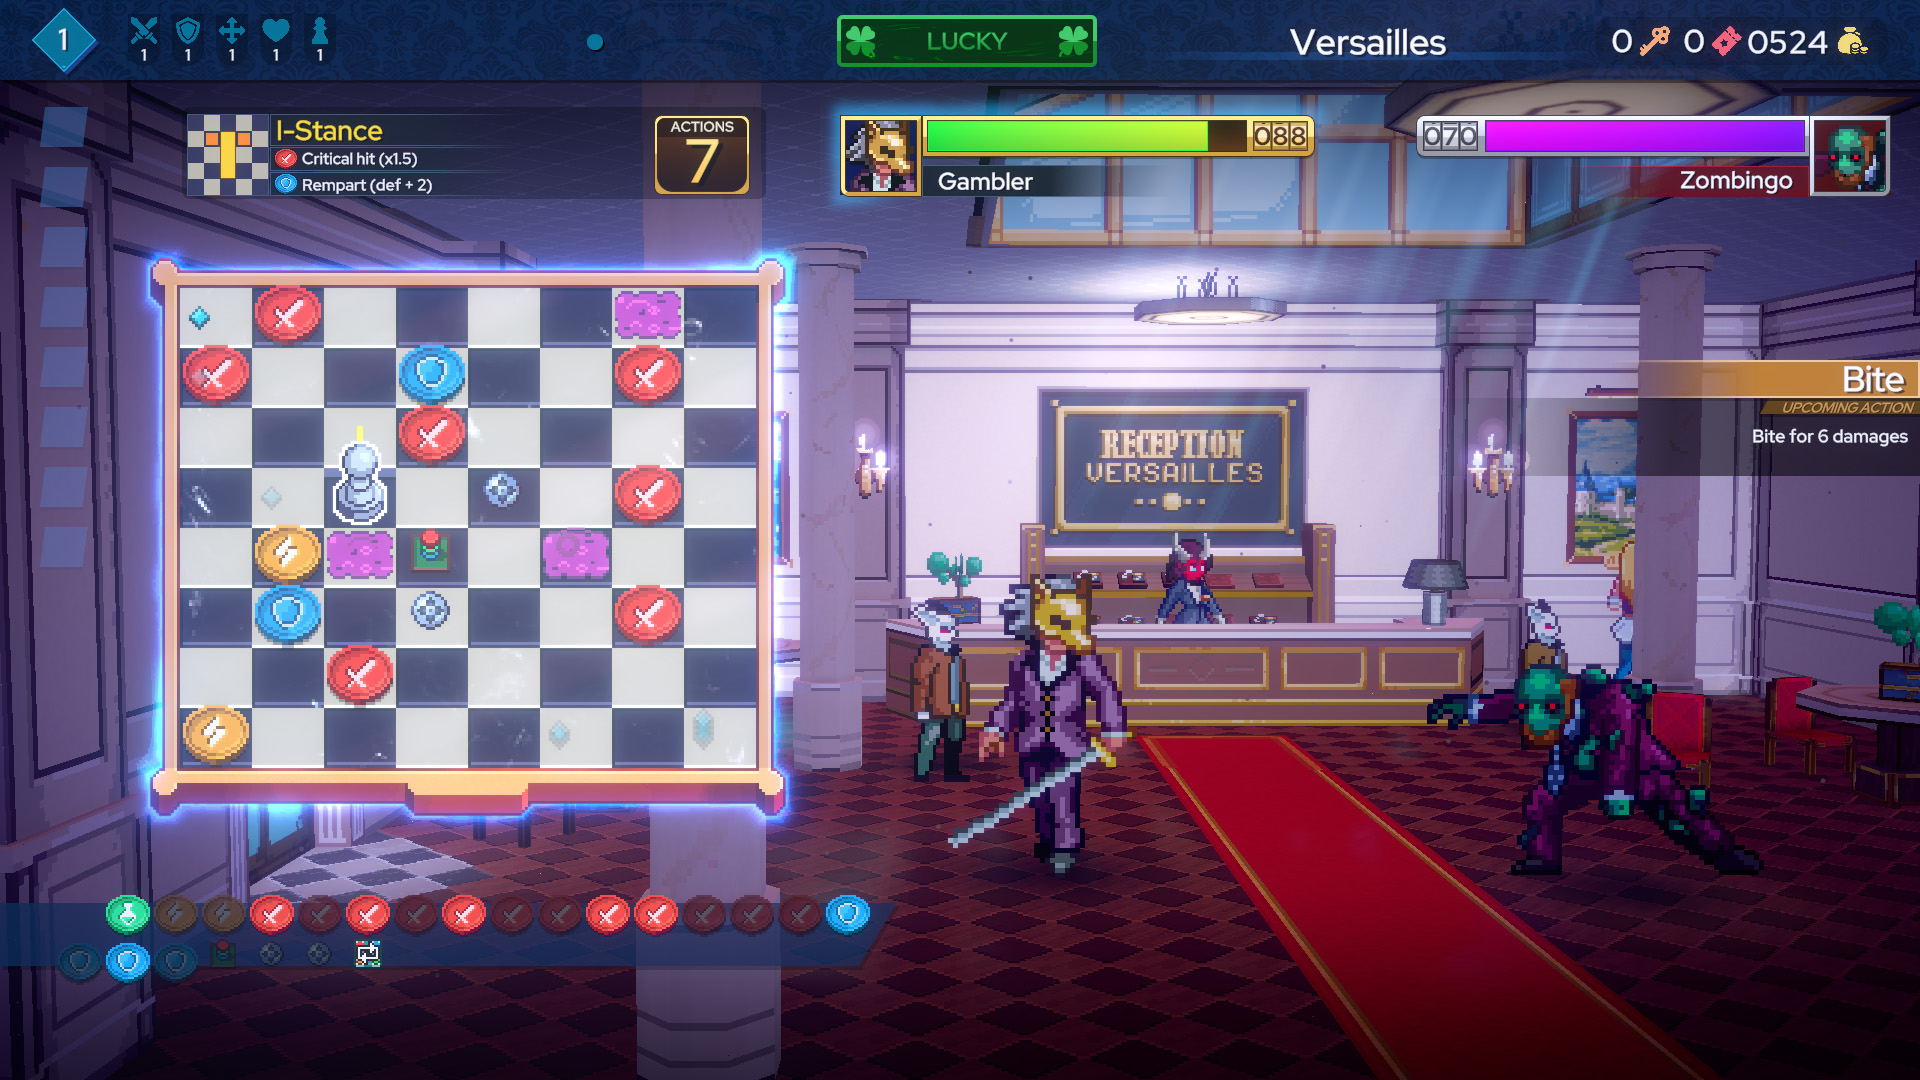 1
1 1 1 1 1
LUCKY
Versailles
0 0 0524
I-Stance
Critical hit (x1.5)
Rempart (def + 2)
ACTIONS
7
088
Gambler
070
Zombingo
Bite
UPCOMING ACTION
Bite for 6 damages
RECEPTION
VERSAILLES